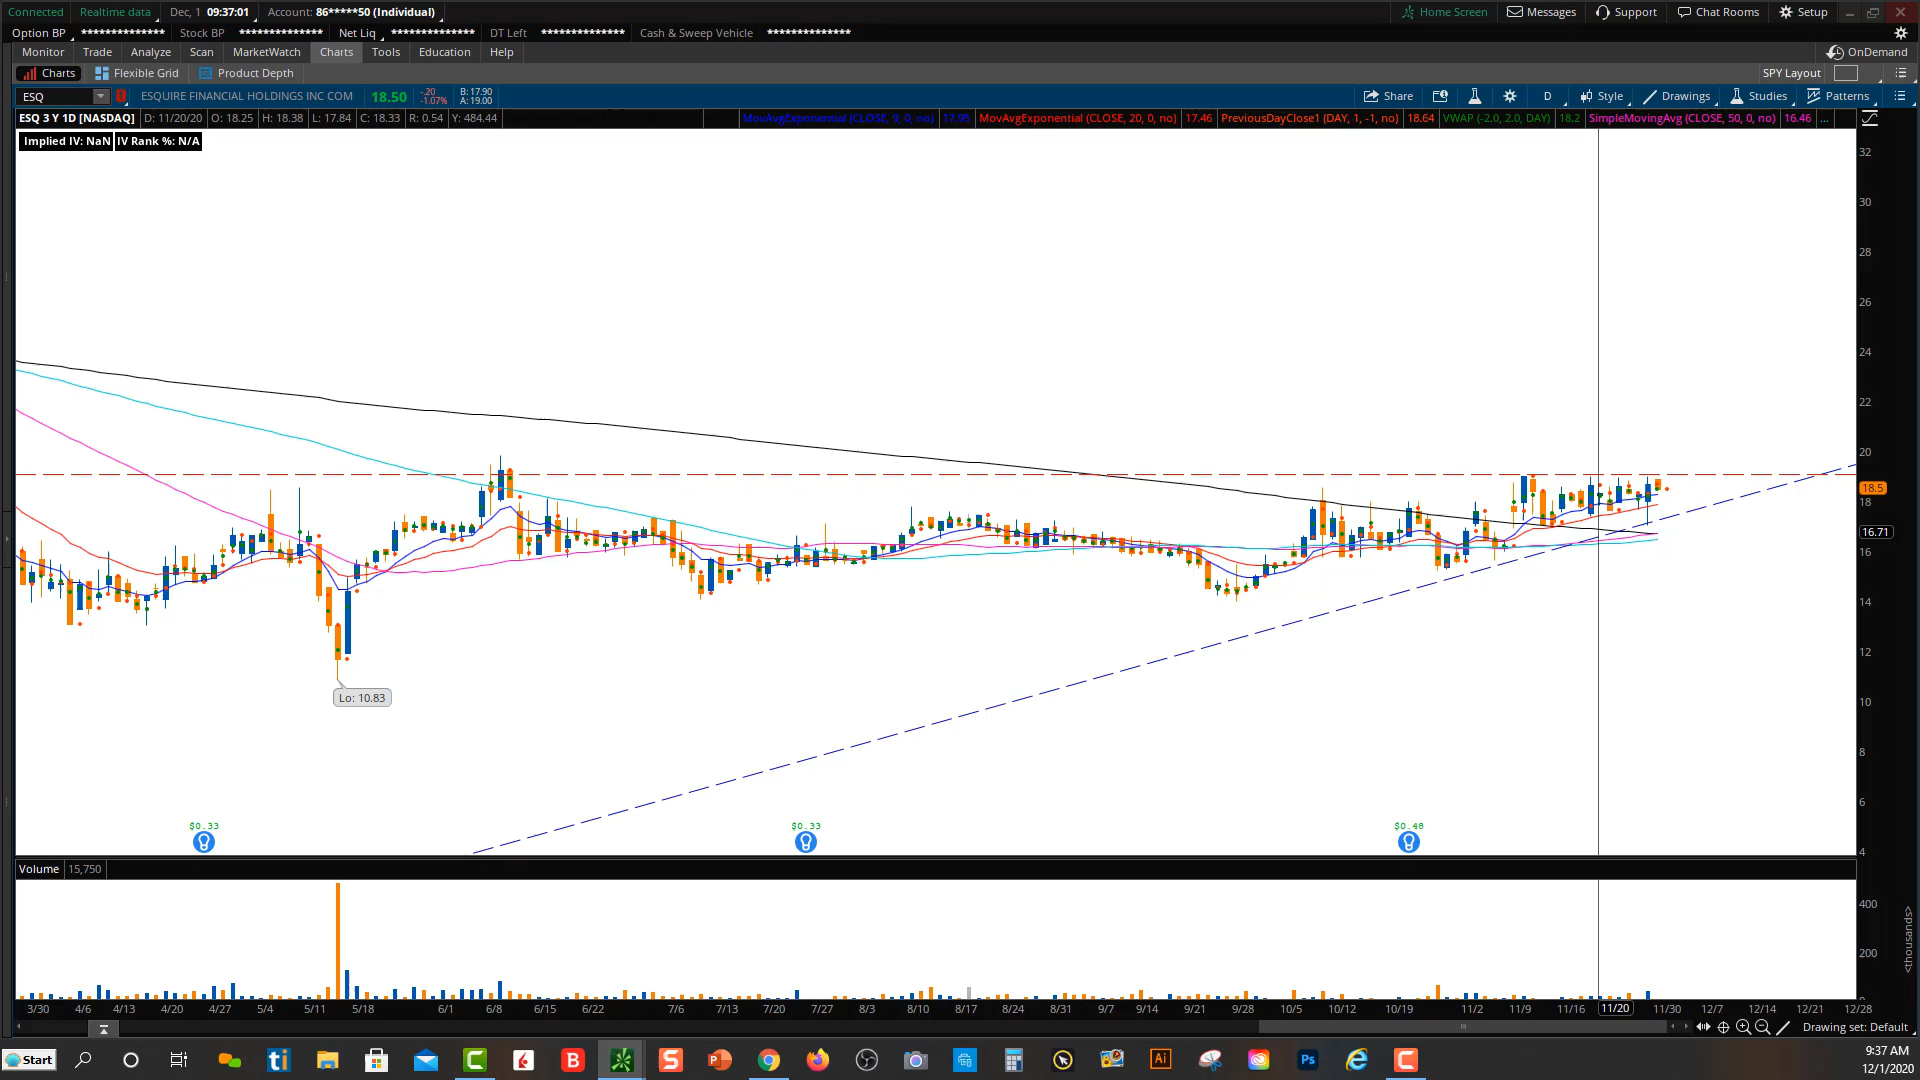 Connected Realtime data Dec, 1 09:37:01 Account: 86*****50 (Individual) Home Screen Messages Support Chat Rooms Setup
Option BP ************** Stock BP ************** Net Liq ************** DT Left ************** Cash & Sweep Vehicle **************
Monitor Trade Analyze Scan MarketWatch Charts Tools Education Help OnDemand
Charts Flexible Grid Product Depth SPY Layout
ESQ ESQUIRE FINANCIAL HOLDINGS INC COM 18.50 -.20 B: 17.90 Share D Style Drawings Studies Patterns
-1.07% A: 19.00
ESQ 3 Y 1D [NASDAQ] D: 11/20/20 O: 18.25 H: 18.38 L: 17.84 C: 18.33 R: 0.54 Y: 484.44 MovAvgExponential (CLOSE, 9, 0, no) 17.95 MovAvgExponential (CLOSE, 20, 0, no) 17.46 PreviousDayClose1 (DAY, 1, -1, no) 18.64 VWAP (-2.0, 2.0, DAY) 18.2 SimpleMovingAvg (CLOSE, 50, 0, no) 16.46 ...
Implied IV: NaN IV Rank %: N/A
32
30
28
26
24
22
20
18.5
18
16.71
16
14
12
Lo: 10.83
10
8
6
$0.33 $0.33 $0.48
4
Volume 15,750
400
200
0
<thousands>
3/30 4/6 4/13 4/20 4/27 5/4 5/11 5/18 6/1 6/8 6/15 6/22 7/6 7/13 7/20 7/27 8/3 8/10 8/17 8/24 8/31 9/7 9/14 9/21 9/28 10/5 10/12 10/19 11/2 11/9 11/16 11/20 11/30 12/7 12/14 12/21 12/28
Drawing set: Default
Start 9:37 AM
12/1/2020